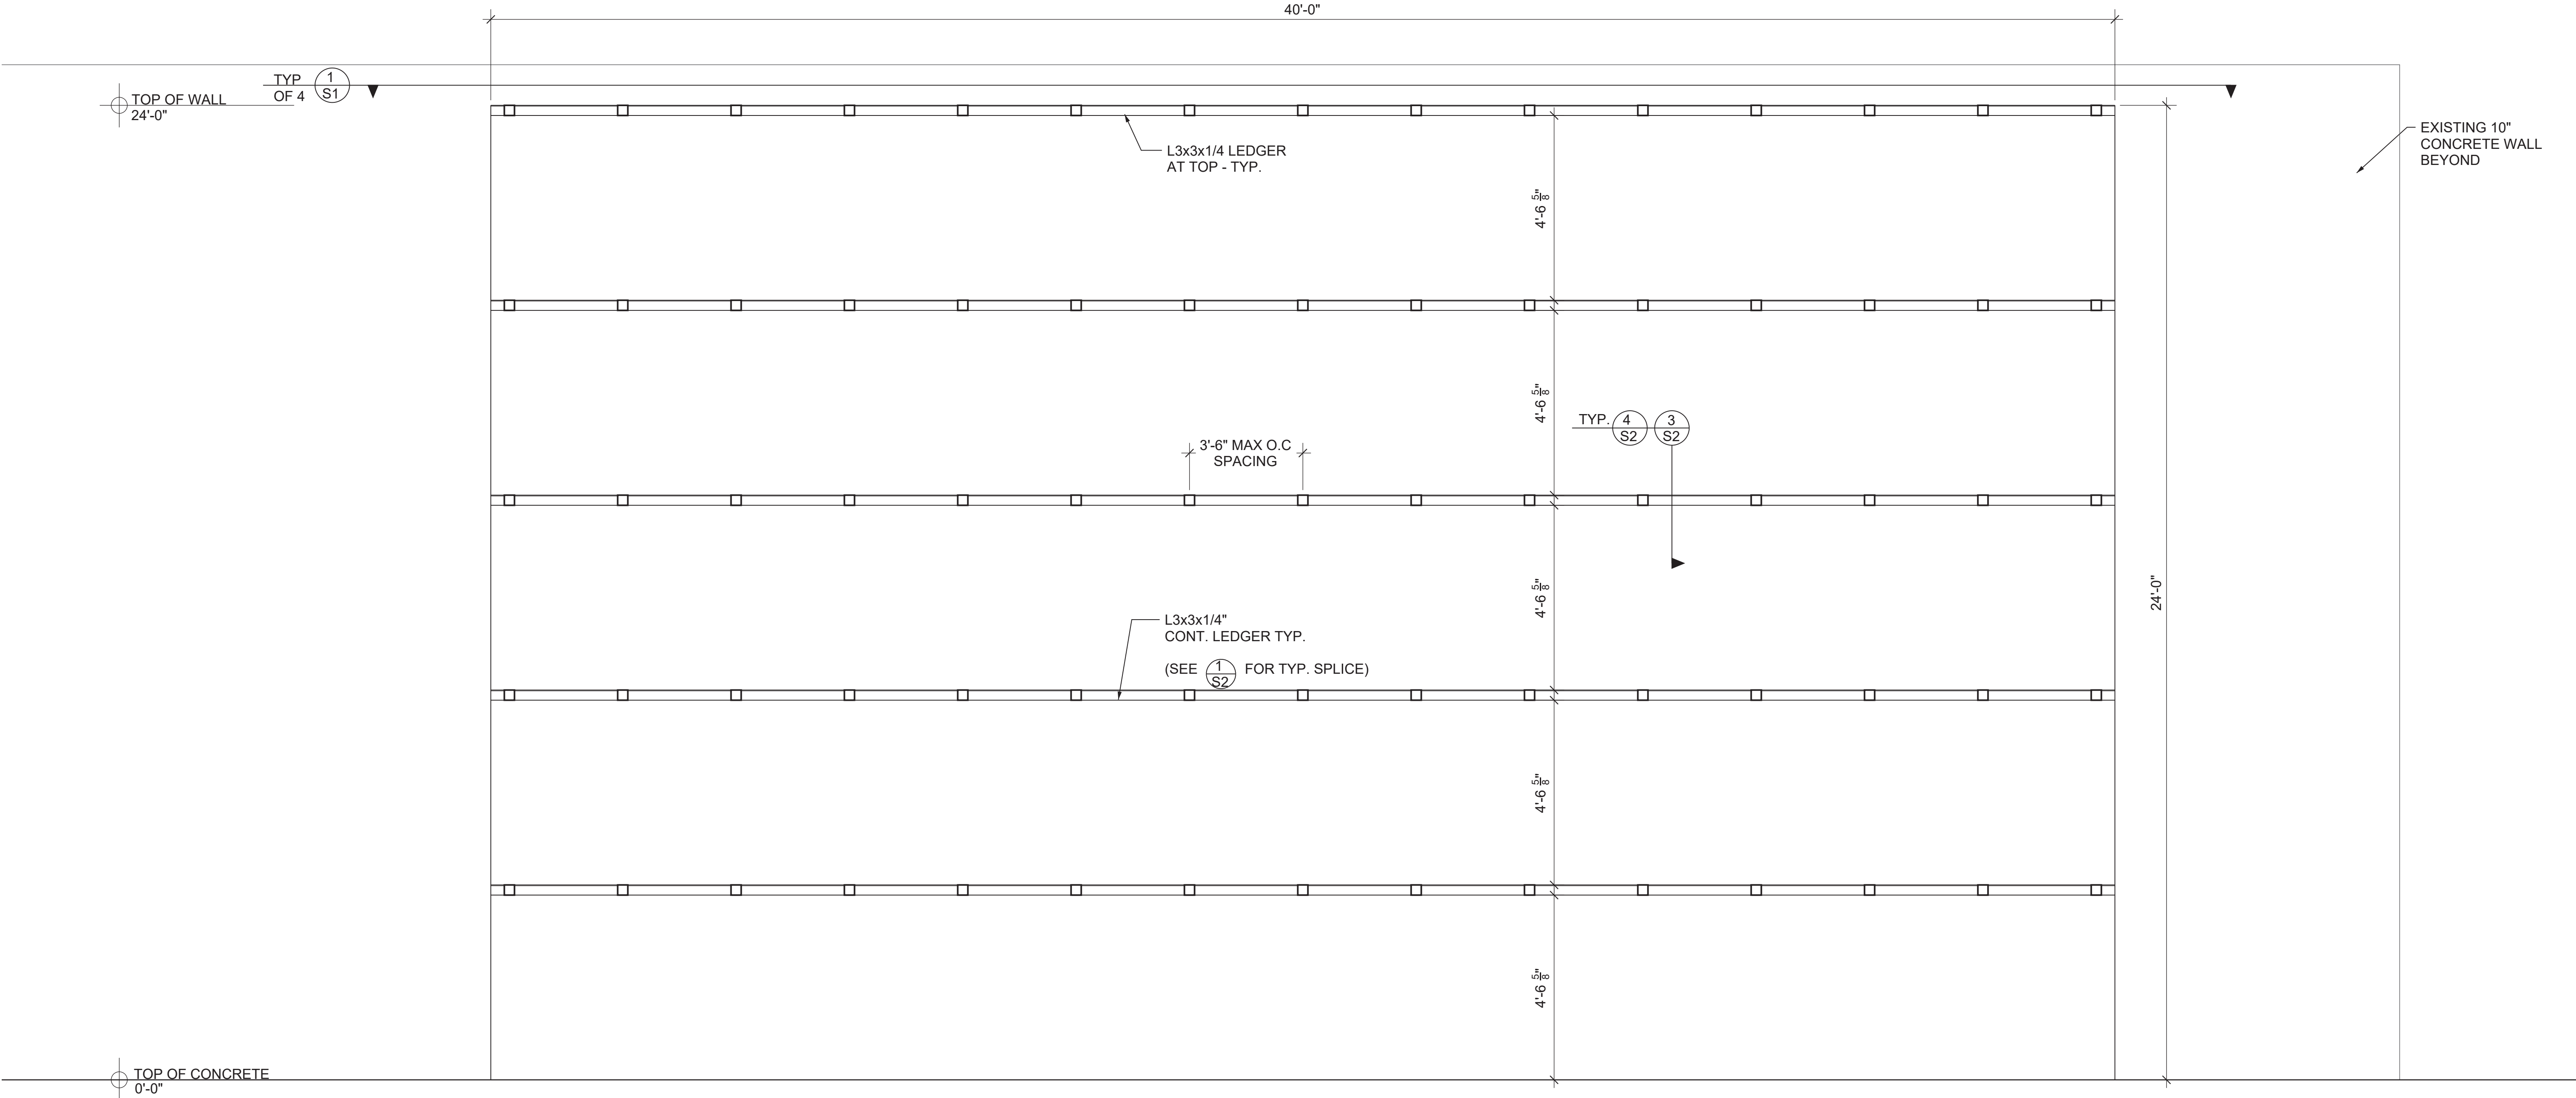 40'-0"
TYP
OF 4
1
S1
TOP OF WALL
24'-0"
EXISTING 10"
CONCRETE WALL
BEYOND
L3x3x1/4 LEDGER
AT TOP - TYP.
4'-6 5/8"
4'-6 5/8"
TYP.
4
S2
3
S2
3'-6" MAX O.C
SPACING
4'-6 5/8"
24'-0"
L3x3x1/4"
CONT. LEDGER TYP.
(SEE 1/S2 FOR TYP. SPLICE)
4'-6 5/8"
4'-6 5/8"
TOP OF CONCRETE
0'-0"